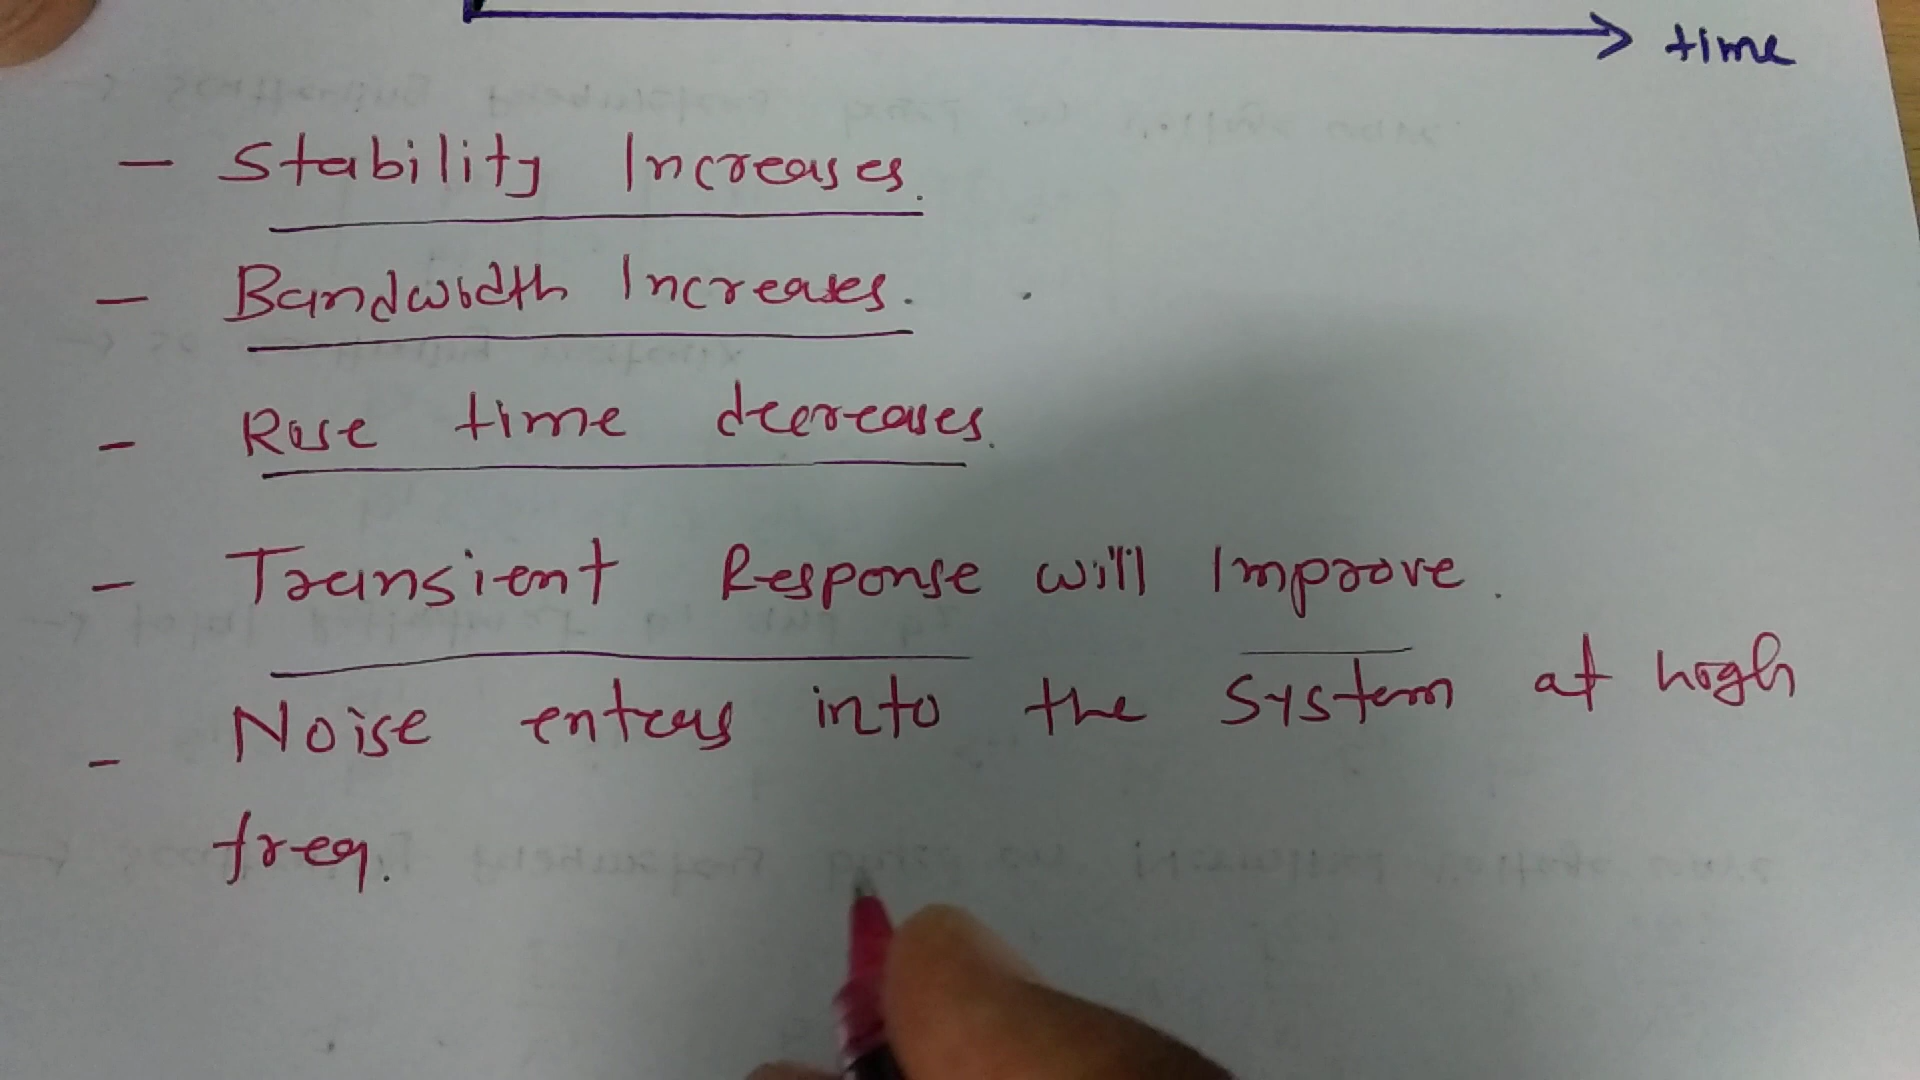 time
- Stability Increases.
- Bandwidth Increases.
- Rise time decreases.
- Transient Response will Improve.
- Noise enters into the System at high
freq.